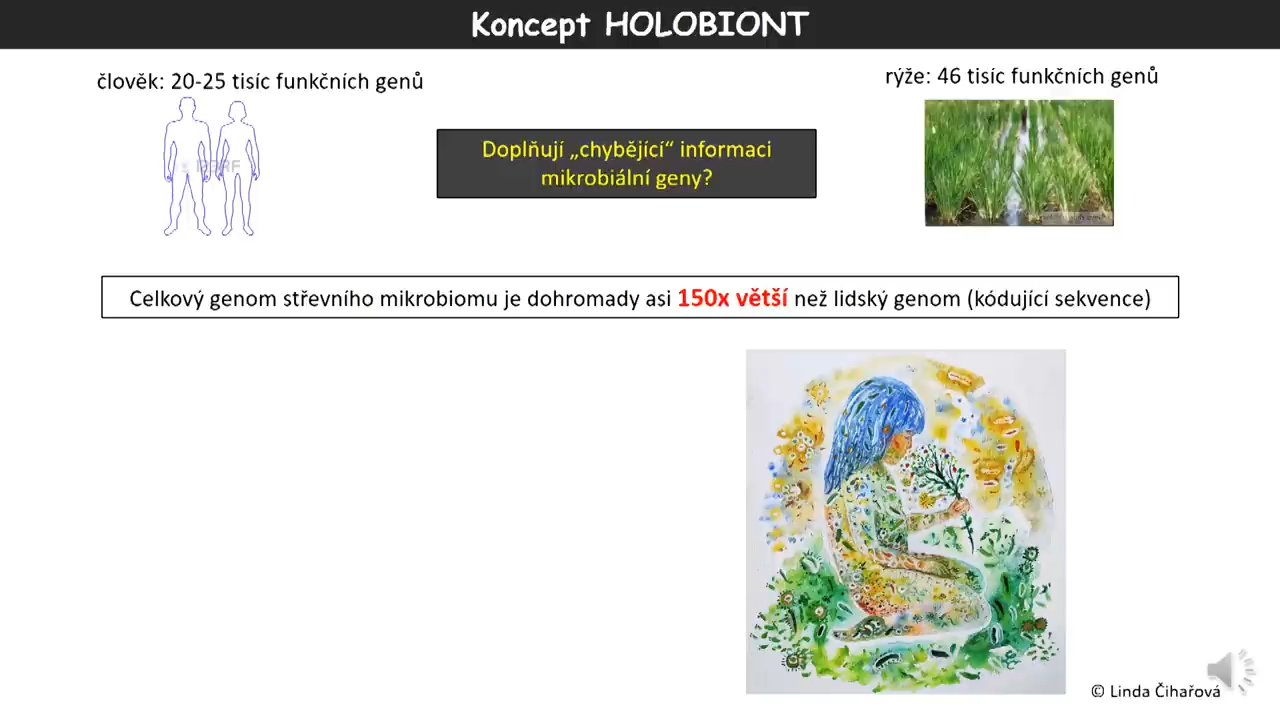 Koncept HOLOBIONT
člověk: 20-25 tisíc funkčních genů
rýže: 46 tisíc funkčních genů
Doplňují „chybějící“ informaci
mikrobiální geny?
Celkový genom střevního mikrobiomu je dohromady asi 150x větší než lidský genom (kódující sekvence)
© Linda Čihařová